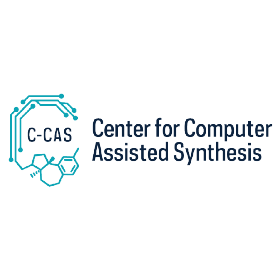 C-CAS
Center for Computer
Assisted Synthesis